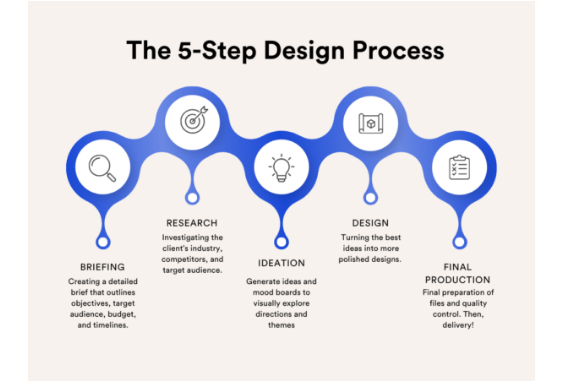 The 5-Step Design Process
BRIEFING
Creating a detailed
brief that outlines
objectives, target
audience, budget,
and timelines.
RESEARCH
Investigating the
client's industry,
competitors, and
target audience.
IDEATION
Generate ideas and
mood boards to
visually explore
directions and
themes
DESIGN
Turning the best
ideas into more
polished designs.
FINAL
PRODUCTION
Final preparation of
files and quality
control. Then,
delivery!